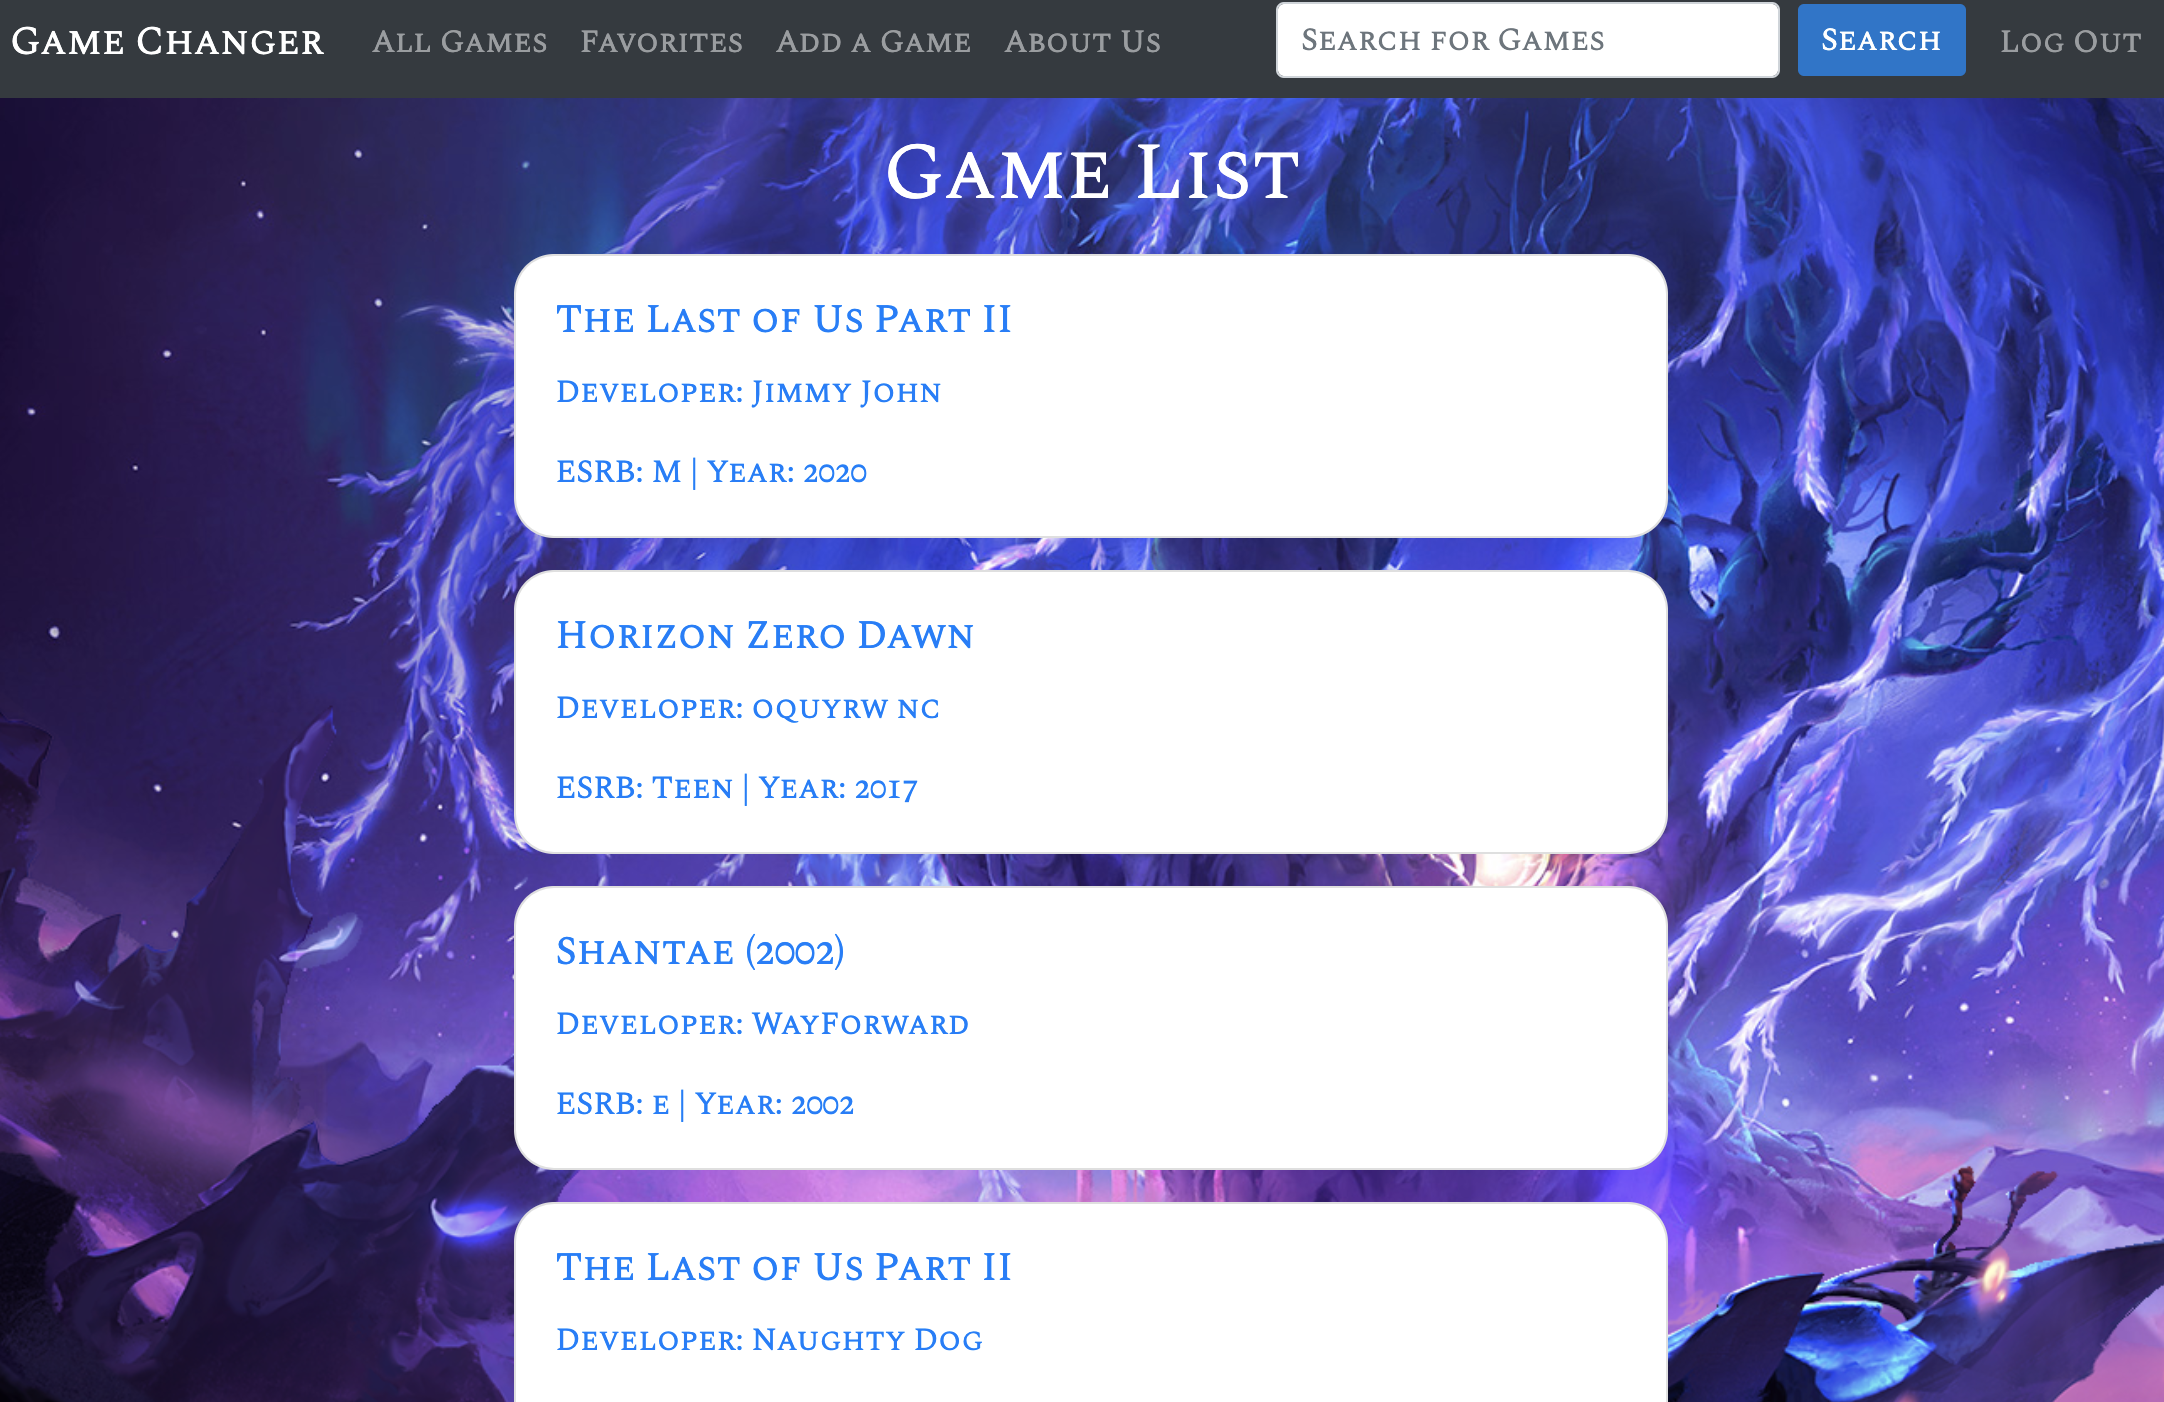 Game Changer All Games Favorites Add a Game About Us Search for Games Search Log Out
Game List
The Last of Us Part II
Developer: Jimmy John
ESRB: M | Year: 2020
Horizon Zero Dawn
Developer: oquyrw nc
ESRB: Teen | Year: 2017
Shantae (2002)
Developer: WayForward
ESRB: e | Year: 2002
The Last of Us Part II
Developer: Naughty Dog